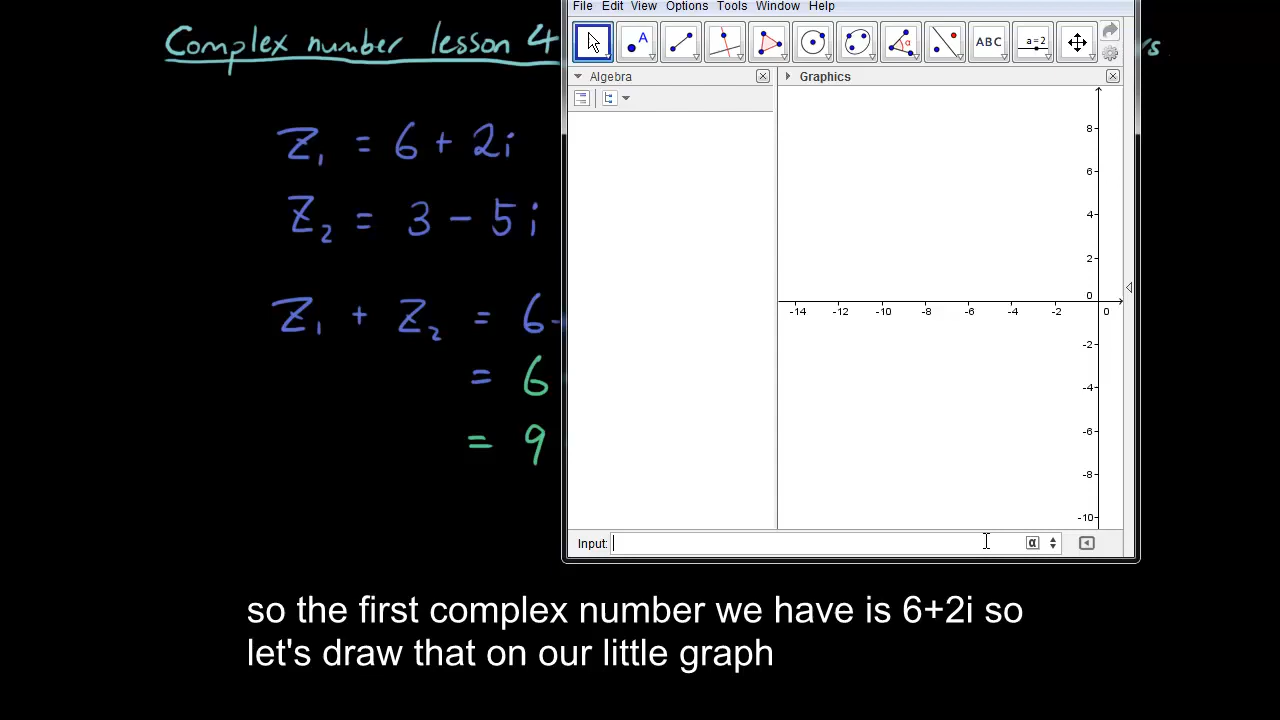 File Edit View Options Tools Window Help
Complex number lesson 4
rs
A
α
ABC
a=2
Algebra
Graphics
Z₁ = 6 + 2i
Z₂ = 3 - 5i
Z₁ + Z₂ = 6
= 6
= 9
8
6
4
2
0
-14 -12 -10 -8 -6 -4 -2 0
-2
-4
-6
-8
-10
Input:
α
so the first complex number we have is 6+2i so
let's draw that on our little graph